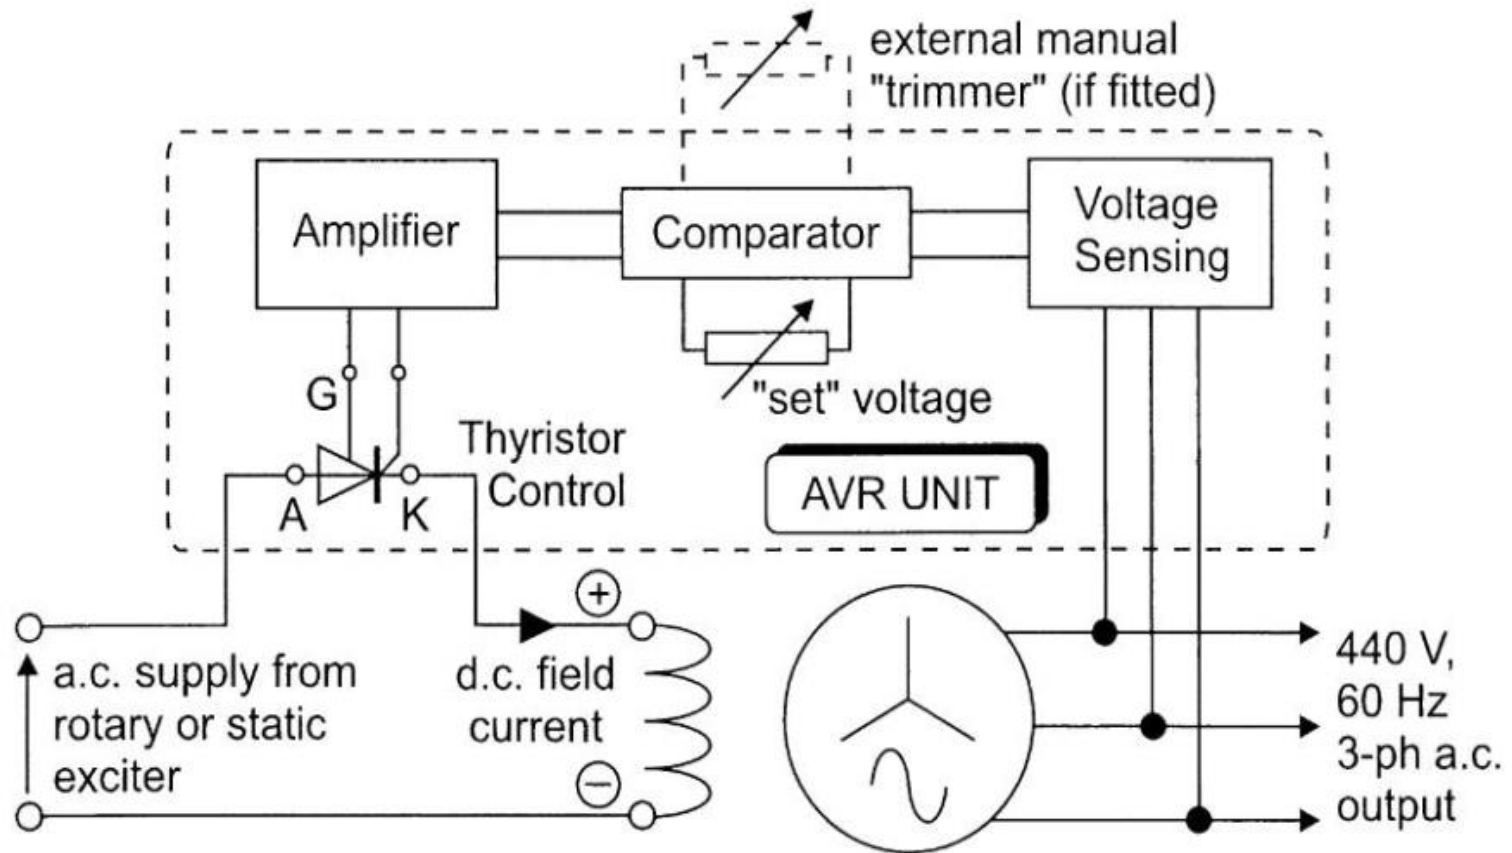 external manual
"trimmer" (if fitted)
Amplifier
Comparator
Voltage
Sensing
G
"set" voltage
Thyristor
Control
A
K
AVR UNIT
+
a.c. supply from
rotary or static
exciter
d.c. field
current
−
440 V,
60 Hz
3-ph a.c.
output